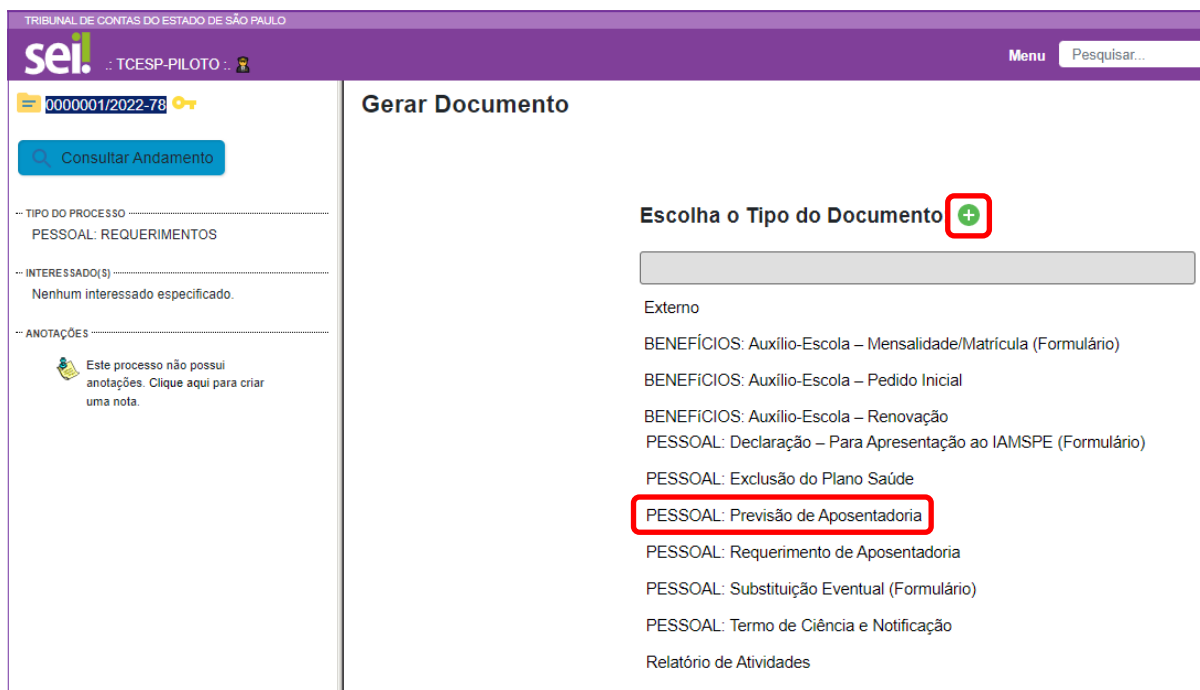 TRIBUNAL DE CONTAS DO ESTADO DE SÃO PAULO
sei! .: TCESP-PILOTO :.
Menu
Pesquisar...
0000001/2022-78
Consultar Andamento
TIPO DO PROCESSO
PESSOAL: REQUERIMENTOS
INTERESSADO(S)
Nenhum interessado especificado.
ANOTAÇÕES
Este processo não possui
anotações. Clique aqui para criar
uma nota.
Gerar Documento
Escolha o Tipo do Documento
Externo
BENEFÍCIOS: Auxílio-Escola – Mensalidade/Matrícula (Formulário)
BENEFíCIOS: Auxílio-Escola – Pedido Inicial
BENEFíCIOS: Auxílio-Escola – Renovação
PESSOAL: Declaração – Para Apresentação ao IAMSPE (Formulário)
PESSOAL: Exclusão do Plano Saúde
PESSOAL: Previsão de Aposentadoria
PESSOAL: Requerimento de Aposentadoria
PESSOAL: Substituição Eventual (Formulário)
PESSOAL: Termo de Ciência e Notificação
Relatório de Atividades